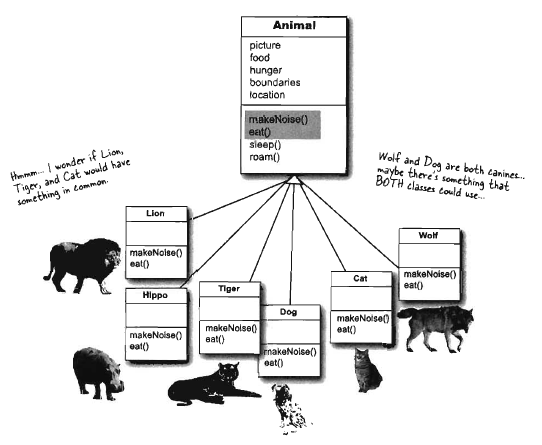 Animal
picture
food
hunger
boundaries
location
makeNoise()
eat()
sleep()
roam()
Hmmm... I wonder if Lion,
Tiger, and Cat would have
something in common.
Wolf and Dog are both canines...
maybe there's something that
BOTH classes could use...
Lion
makeNoise()
eat()
Wolf
makeNoise()
eat()
Hippo
makeNoise()
eat()
Tiger
makeNoise()
eat()
Dog
makeNoise()
eat()
Cat
makeNoise()
eat()